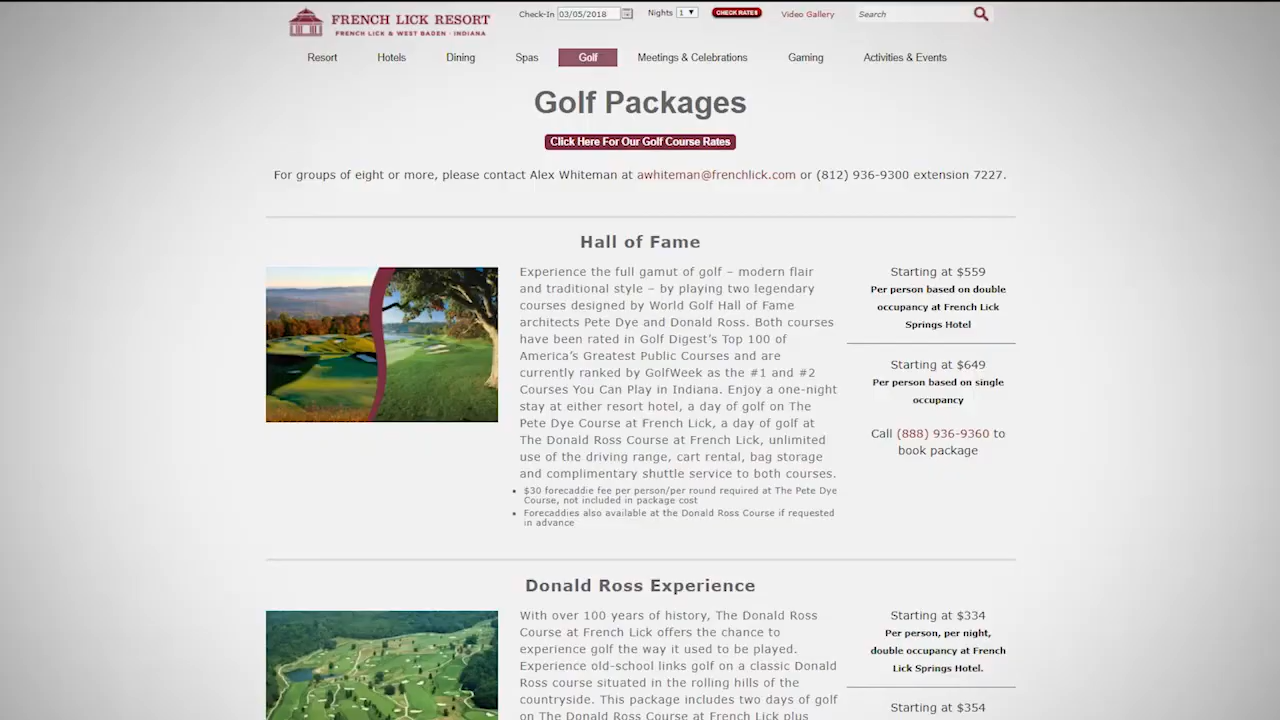 FRENCH LICK RESORT
FRENCH LICK & WEST BADEN · INDIANA
Check-In 03/05/2018 Nights 1 CHECK RATES Video Gallery Search
Resort Hotels Dining Spas Golf Meetings & Celebrations Gaming Activities & Events
Golf Packages
Click Here For Our Golf Course Rates
For groups of eight or more, please contact Alex Whiteman at awhiteman@frenchlick.com or (812) 936-9300 extension 7227.
Hall of Fame
Experience the full gamut of golf – modern flair
and traditional style – by playing two legendary
courses designed by World Golf Hall of Fame
architects Pete Dye and Donald Ross. Both courses
have been rated in Golf Digest's Top 100 of
America's Greatest Public Courses and are
currently ranked by GolfWeek as the #1 and #2
Courses You Can Play in Indiana. Enjoy a one-night
stay at either resort hotel, a day of golf on The
Pete Dye Course at French Lick, a day of golf at
The Donald Ross Course at French Lick, unlimited
use of the driving range, cart rental, bag storage
and complimentary shuttle service to both courses.
• $30 forecaddie fee per person/per round required at The Pete Dye
Course, not included in package cost
• Forecaddies also available at the Donald Ross Course if requested
in advance
Starting at $559
Per person based on double
occupancy at French Lick
Springs Hotel
Starting at $649
Per person based on single
occupancy
Call (888) 936-9360 to
book package
Donald Ross Experience
With over 100 years of history, The Donald Ross
Course at French Lick offers the chance to
experience golf the way it used to be played.
Experience old-school links golf on a classic Donald
Ross course situated in the rolling hills of the
countryside. This package includes two days of golf
on The Donald Ross Course at French Lick plus
Starting at $334
Per person, per night,
double occupancy at French
Lick Springs Hotel.
Starting at $354